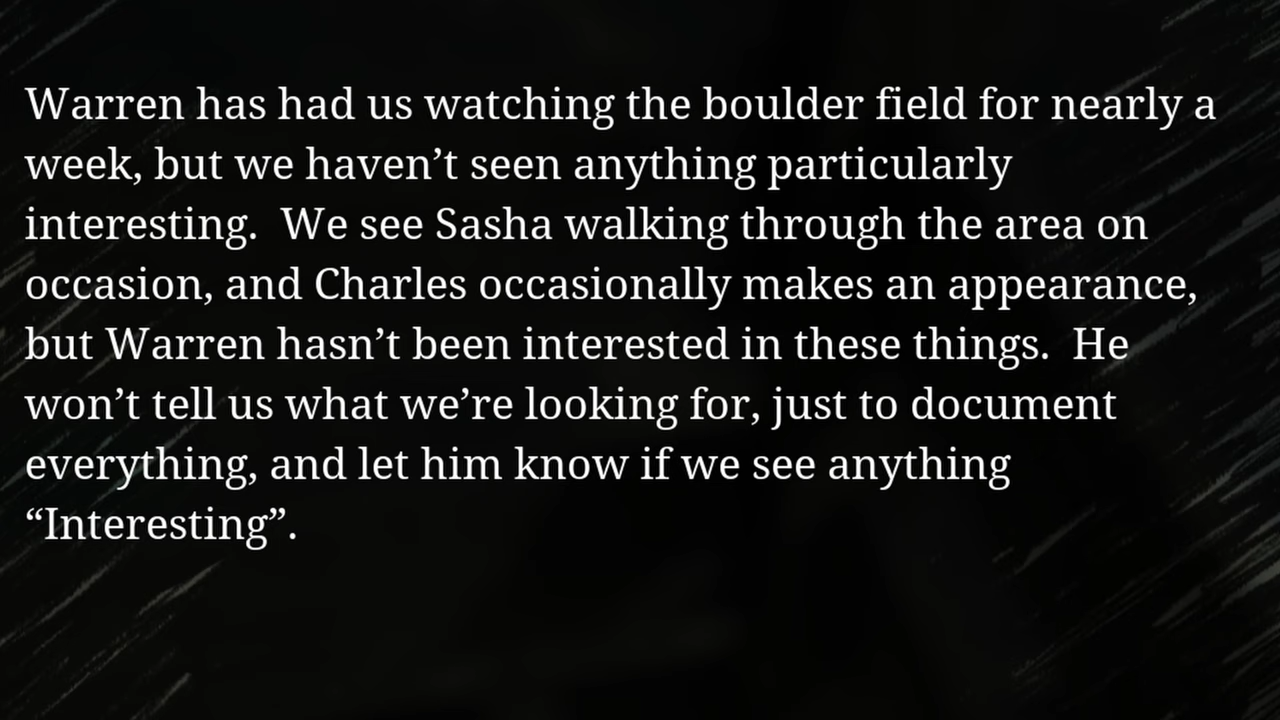 Warren has had us watching the boulder field for nearly a
week, but we haven’t seen anything particularly
interesting.  We see Sasha walking through the area on
occasion, and Charles occasionally makes an appearance,
but Warren hasn’t been interested in these things.  He
won’t tell us what we’re looking for, just to document
everything, and let him know if we see anything
“Interesting”.